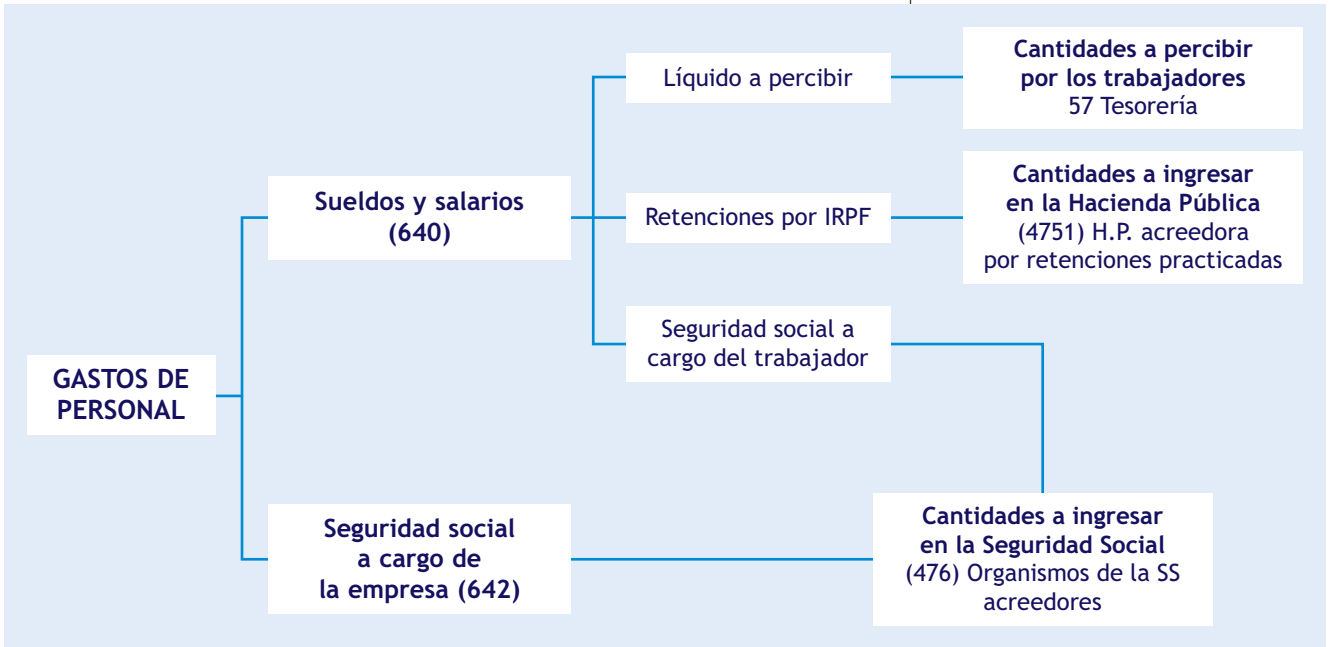 GASTOS DE
PERSONAL
Sueldos y salarios
(640)
Líquido a percibir
Cantidades a percibir
por los trabajadores
57 Tesorería
Retenciones por IRPF
Cantidades a ingresar
en la Hacienda Pública
(4751) H.P. acreedora
por retenciones practicadas
Seguridad social a
cargo del trabajador
Seguridad social
a cargo de
la empresa (642)
Cantidades a ingresar
en la Seguridad Social
(476) Organismos de la SS
acreedores